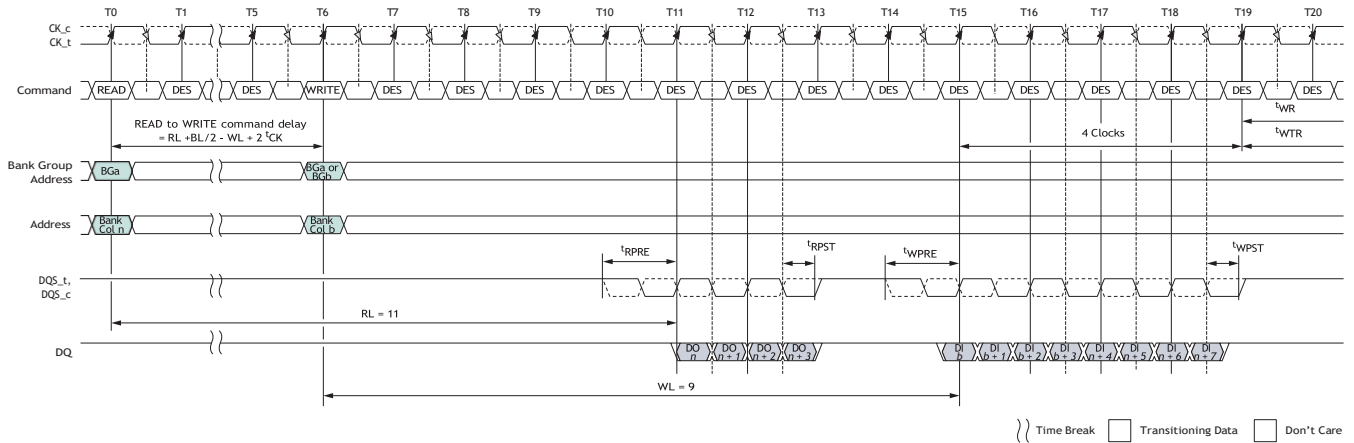 T0 T1 T5 T6 T7 T8 T9 T10 T11 T12 T13 T14 T15 T16 T17 T18 T19 T20
CK_c
CK_t
Command READ DES DES WRITE DES DES DES DES DES DES DES DES DES DES DES DES DES DES
tWR
READ to WRITE command delay
= RL +BL/2 - WL + 2 tCK
4 Clocks
tWTR
Bank Group
Address
BGa
BGa or
BGb
Address
Bank
Col n
Bank
Col b
tRPRE tRPST tWPRE tWPST
DQS_t,
DQS_c
RL = 11
DQ
DO
n
DO
n + 1
DO
n + 2
DO
n + 3
DI
b
DI
b + 1
DI
b + 2
DI
b + 3
DI
n + 4
DI
n + 5
DI
n + 6
DI
n + 7
WL = 9
Time Break Transitioning Data Don't Care